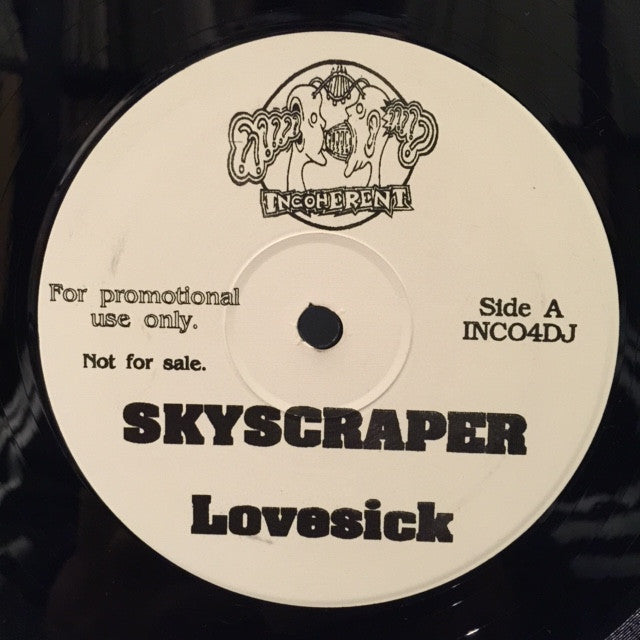 INCOHERENT
For promotional
use only.
Not for sale.
Side A
INCO4DJ
SKYSCRAPER
Lovesick